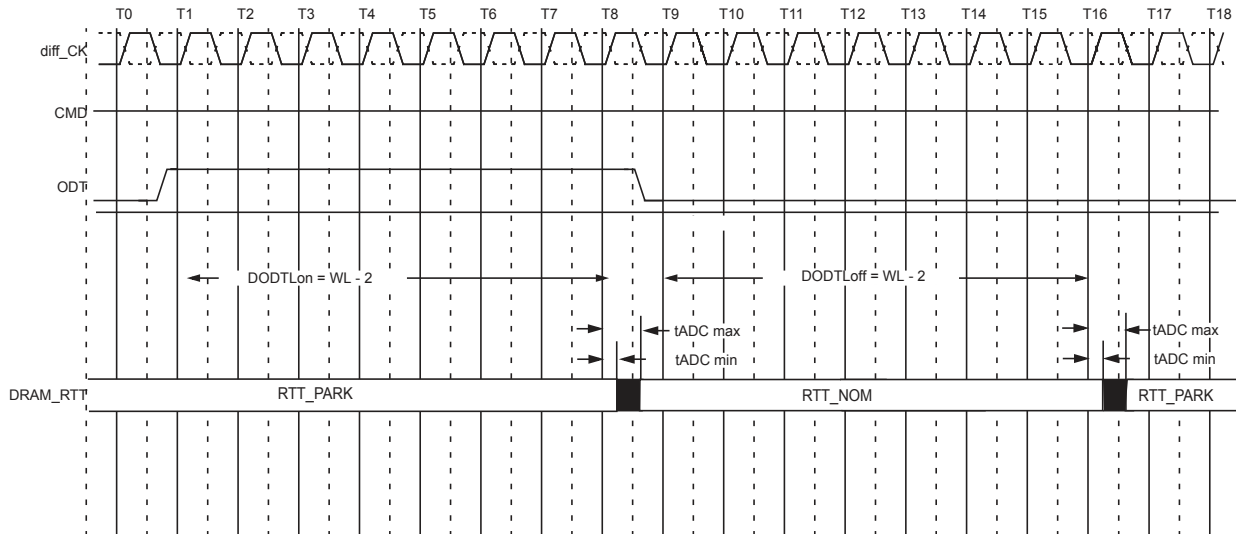 T0 T1 T2 T3 T4 T5 T6 T7 T8 T9 T10 T11 T12 T13 T14 T15 T16 T17 T18
diff_CK
CMD
ODT
DODTLon = WL - 2
DODTLoff = WL - 2
tADC max
tADC max
tADC min
tADC min
DRAM_RTT
RTT_PARK
RTT_NOM
RTT_PARK